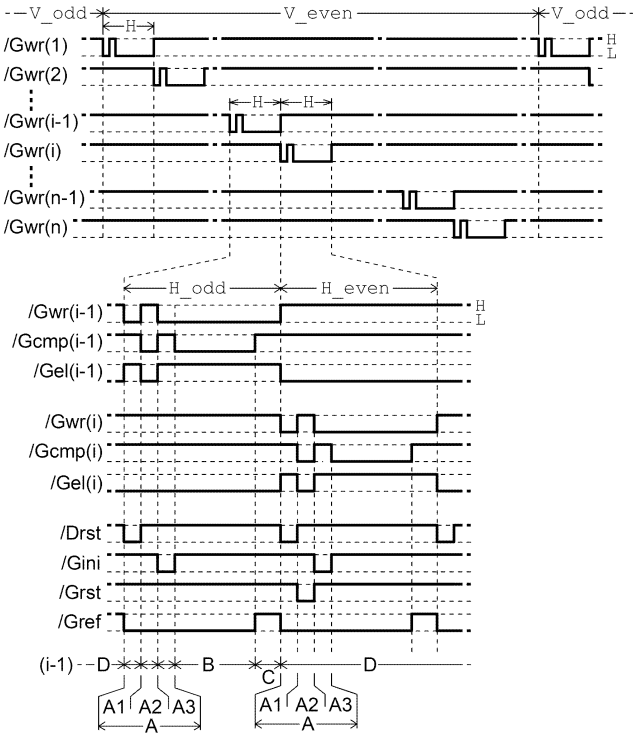 V_odd V_even V_odd
H
/Gwr(1) H
L
/Gwr(2)
H H
/Gwr(i-1)
/Gwr(i)
/Gwr(n-1)
/Gwr(n)
H_odd H_even
/Gwr(i-1) H
L
/Gcmp(i-1)
/Gel(i-1)
/Gwr(i)
/Gcmp(i)
/Gel(i)
/Drst
/Gini
/Grst
/Gref
(i-1) D B C D
A1 A2 A3 A1 A2 A3
A A